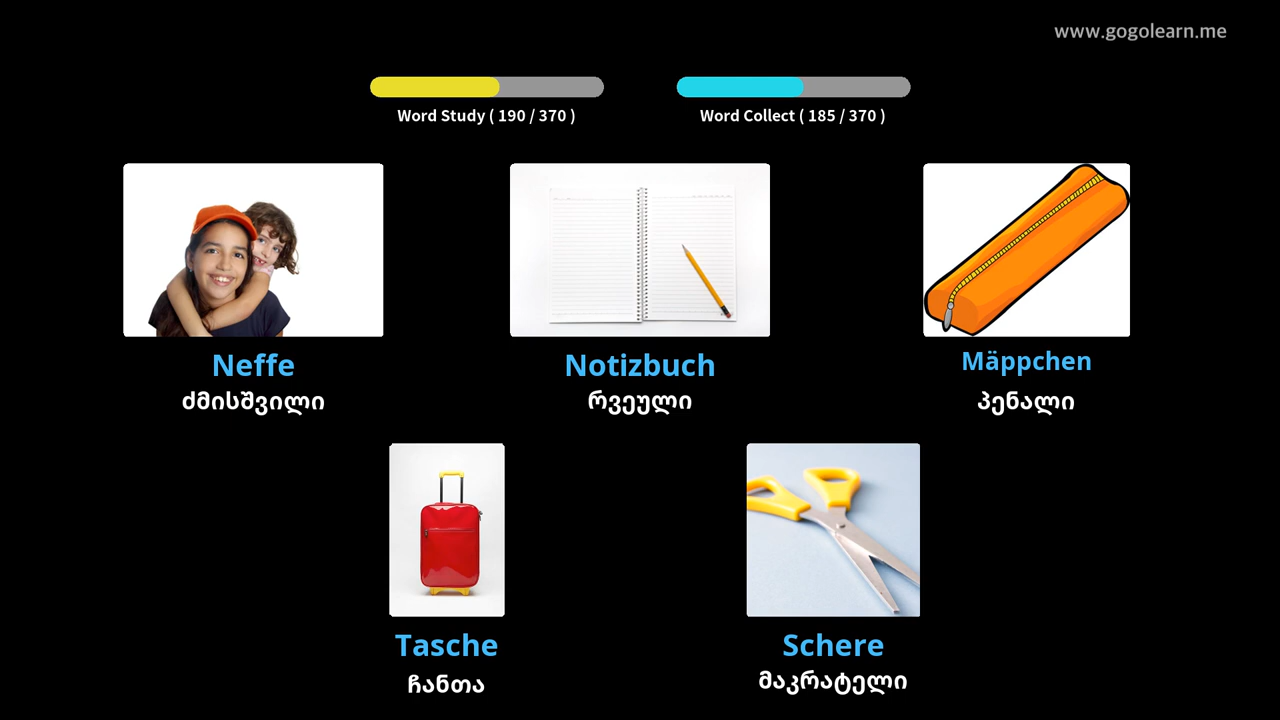 www.gogolearn.me
Word Study ( 190 / 370 )
Word Collect ( 185 / 370 )
Neffe
ძმისშვილი
Notizbuch
რვეული
Mäppchen
პენალი
Tasche
ჩანთა
Schere
მაკრატელი